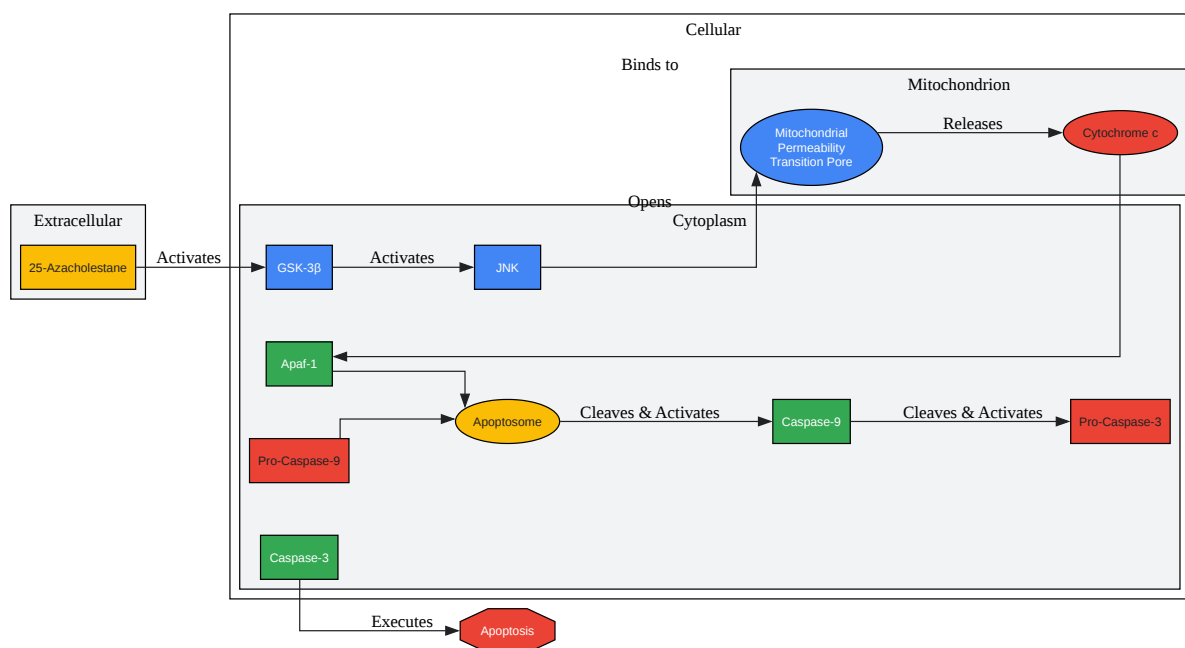 Cellular
Binds to
Mitochondrion
Mitochondrial
Permeability
Transition Pore
Releases
Cytochrome c
Opens
Extracellular
Cytoplasm
25-Azacholestane
Activates
GSK-3β
Activates
JNK
Apaf-1
Apoptosome
Cleaves & Activates
Caspase-9
Cleaves & Activates
Pro-Caspase-3
Pro-Caspase-9
Caspase-3
Executes
Apoptosis